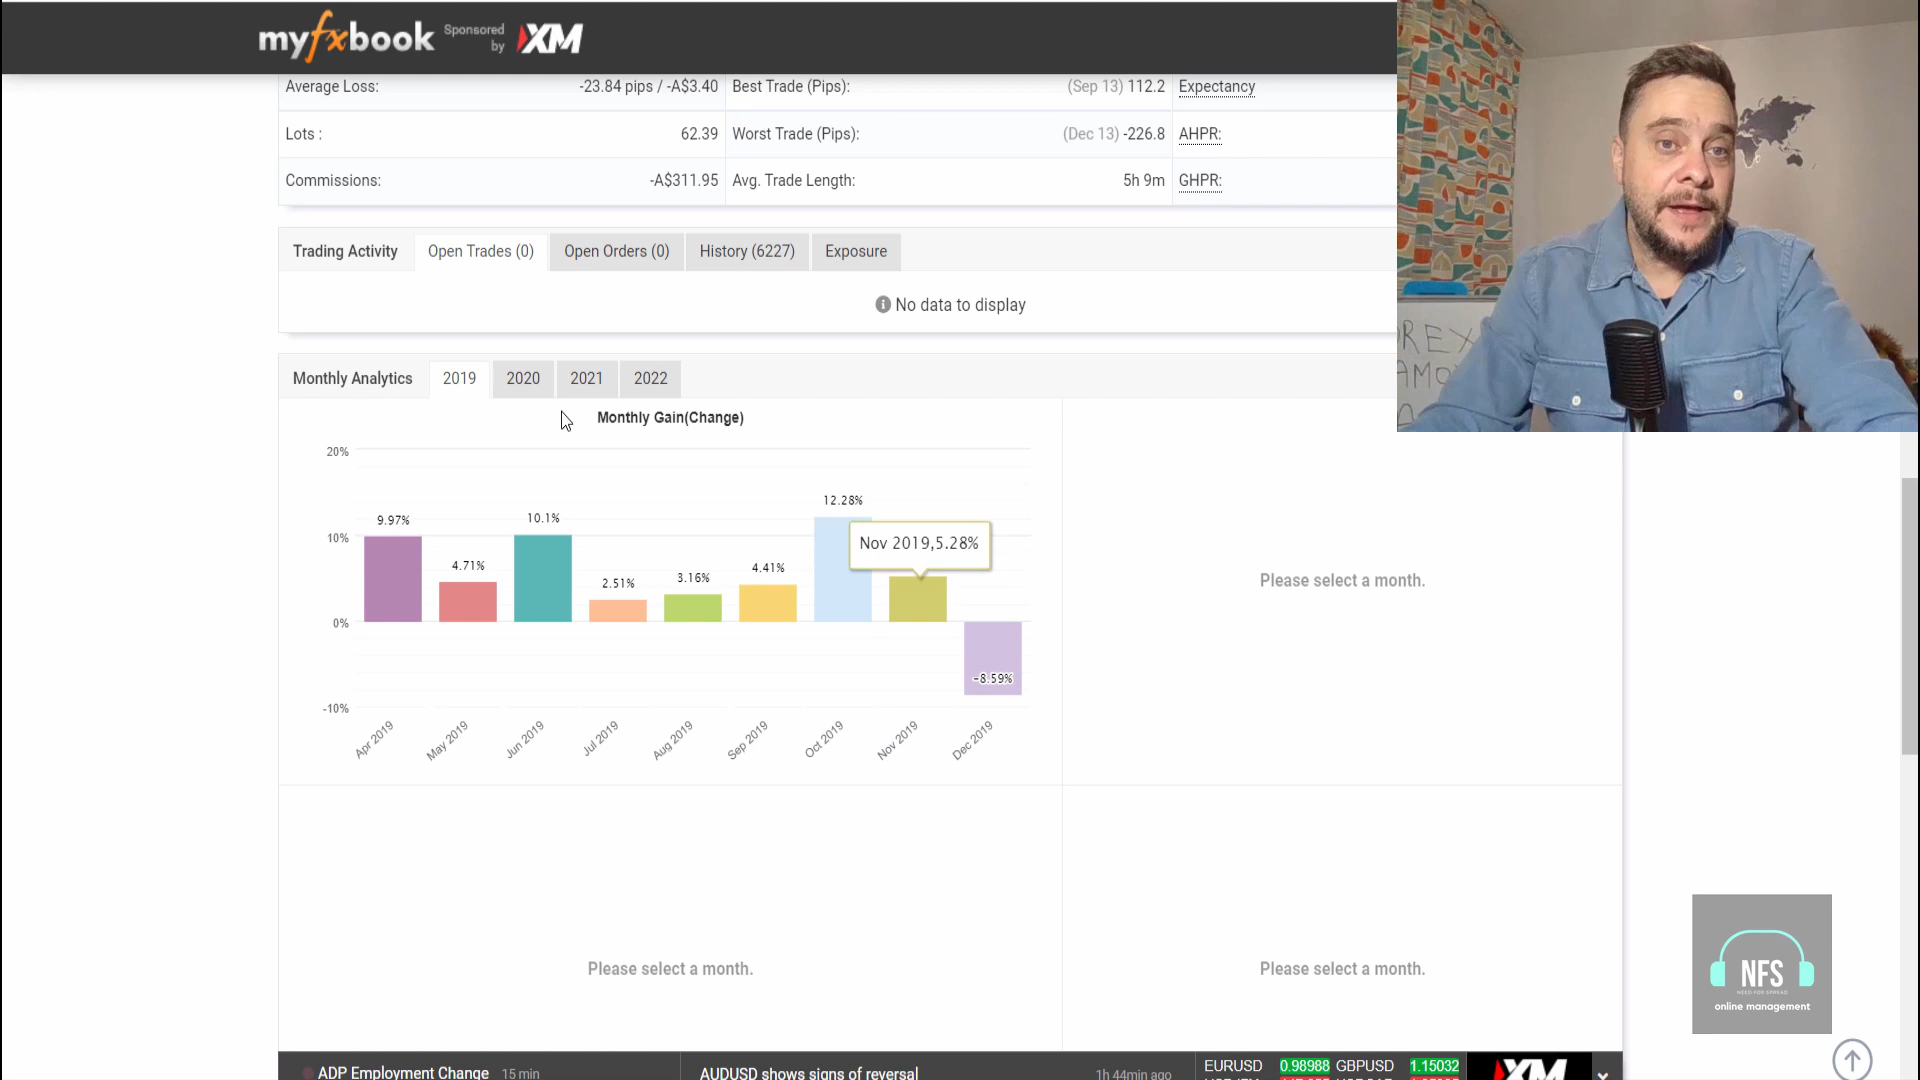 myfxbook Sponsored by XM
Average Loss: -23.84 pips / -A$3.40 Best Trade (Pips): (Sep 13) 112.2 Expectancy
Lots : 62.39 Worst Trade (Pips): (Dec 13) -226.8 AHPR:
Commissions: -A$311.95 Avg. Trade Length: 5h 9m GHPR:
Trading Activity Open Trades (0) Open Orders (0) History (6227) Exposure
No data to display
Monthly Analytics 2019 2020 2021 2022
Monthly Gain(Change)
20%
10%
0%
-10%
9.97%
4.71%
10.1%
2.51%
3.16%
4.41%
12.28%
Nov 2019,5.28%
-8.59%
Apr 2019
May 2019
Jun 2019
Jul 2019
Aug 2019
Sep 2019
Oct 2019
Nov 2019
Dec 2019
Please select a month.
Please select a month.
Please select a month.
NFS
NEED FOR SPREAD
online management
ADP Employment Change 15 min
AUDUSD shows signs of reversal 1h 44min ago
EURUSD 0.98988 GBPUSD 1.15032
XM